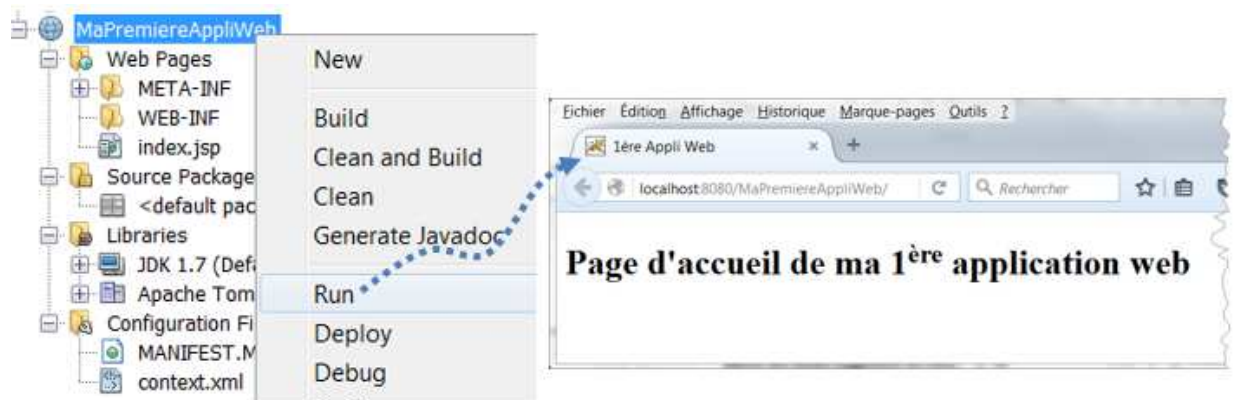 MaPremiereAppliWeb
Web Pages
META-INF
WEB-INF
index.jsp
Source Package
<default pac
Libraries
JDK 1.7 (Defa
Apache Tom
Configuration Fi
MANIFEST.M
context.xml
New
Build
Clean and Build
Clean
Generate Javadoc
Run
Deploy
Debug
Fichier Édition Affichage Historique Marque-pages Outils ?
1ère Appli Web × +
localhost:8080/MaPremiereAppliWeb/ Rechercher
Page d'accueil de ma 1ère application web